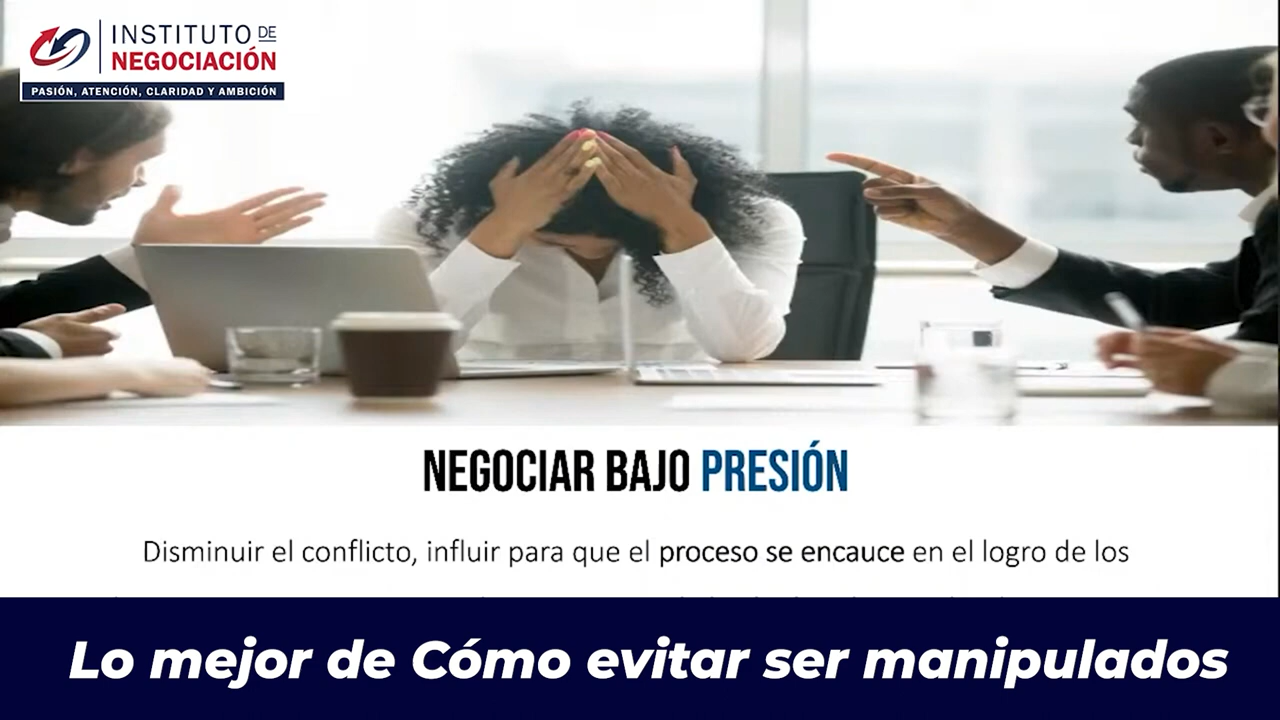 INSTITUTO DE
NEGOCIACIÓN
PASIÓN, ATENCIÓN, CLARIDAD Y AMBICIÓN
NEGOCIAR BAJO PRESIÓN
Disminuir el conflicto, influir para que el proceso se encauce en el logro de los
Lo mejor de Cómo evitar ser manipulados